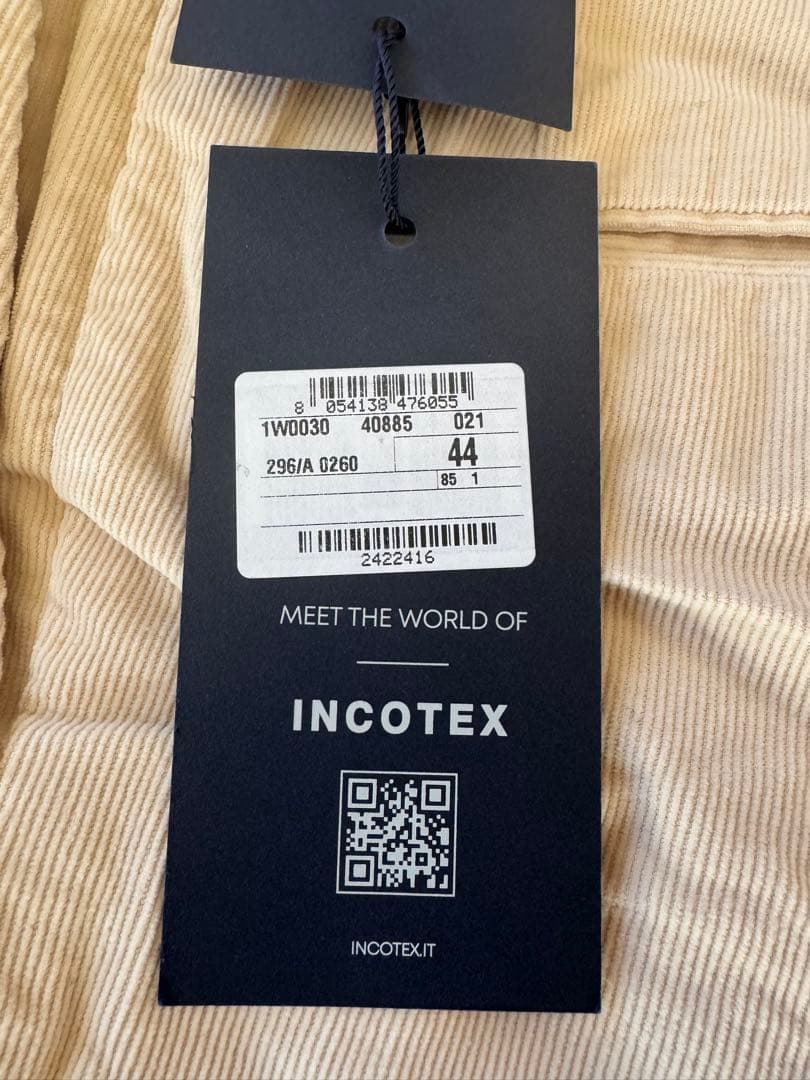 8 054138 476055
1W0030 40885 021
296/A 0260 44
85 1
2422416
MEET THE WORLD OF
INCOTEX
INCOTEX.IT